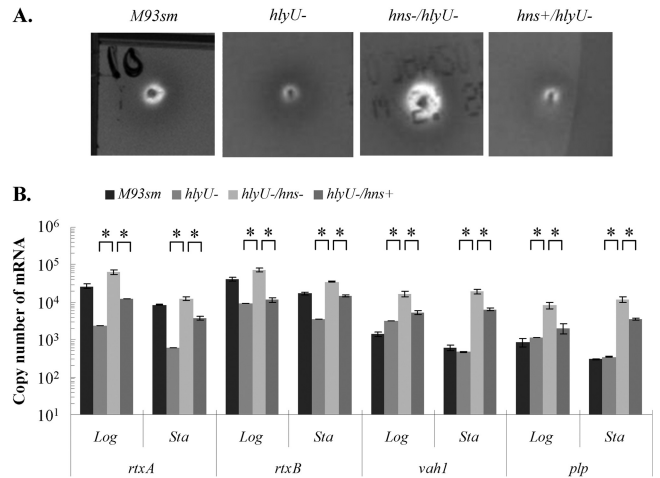 A.
M93sm hlyU- hns-/hlyU- hns+/hlyU-
10
B.
M93sm hlyU- hlyU-/hns- hlyU-/hns+
Copy number of mRNA
10⁶
10⁵
10⁴
10³
10²
10¹
* * * * * * * * * * * * * * * *
Log Sta Log Sta Log Sta Log Sta
rtxA rtxB vah1 plp